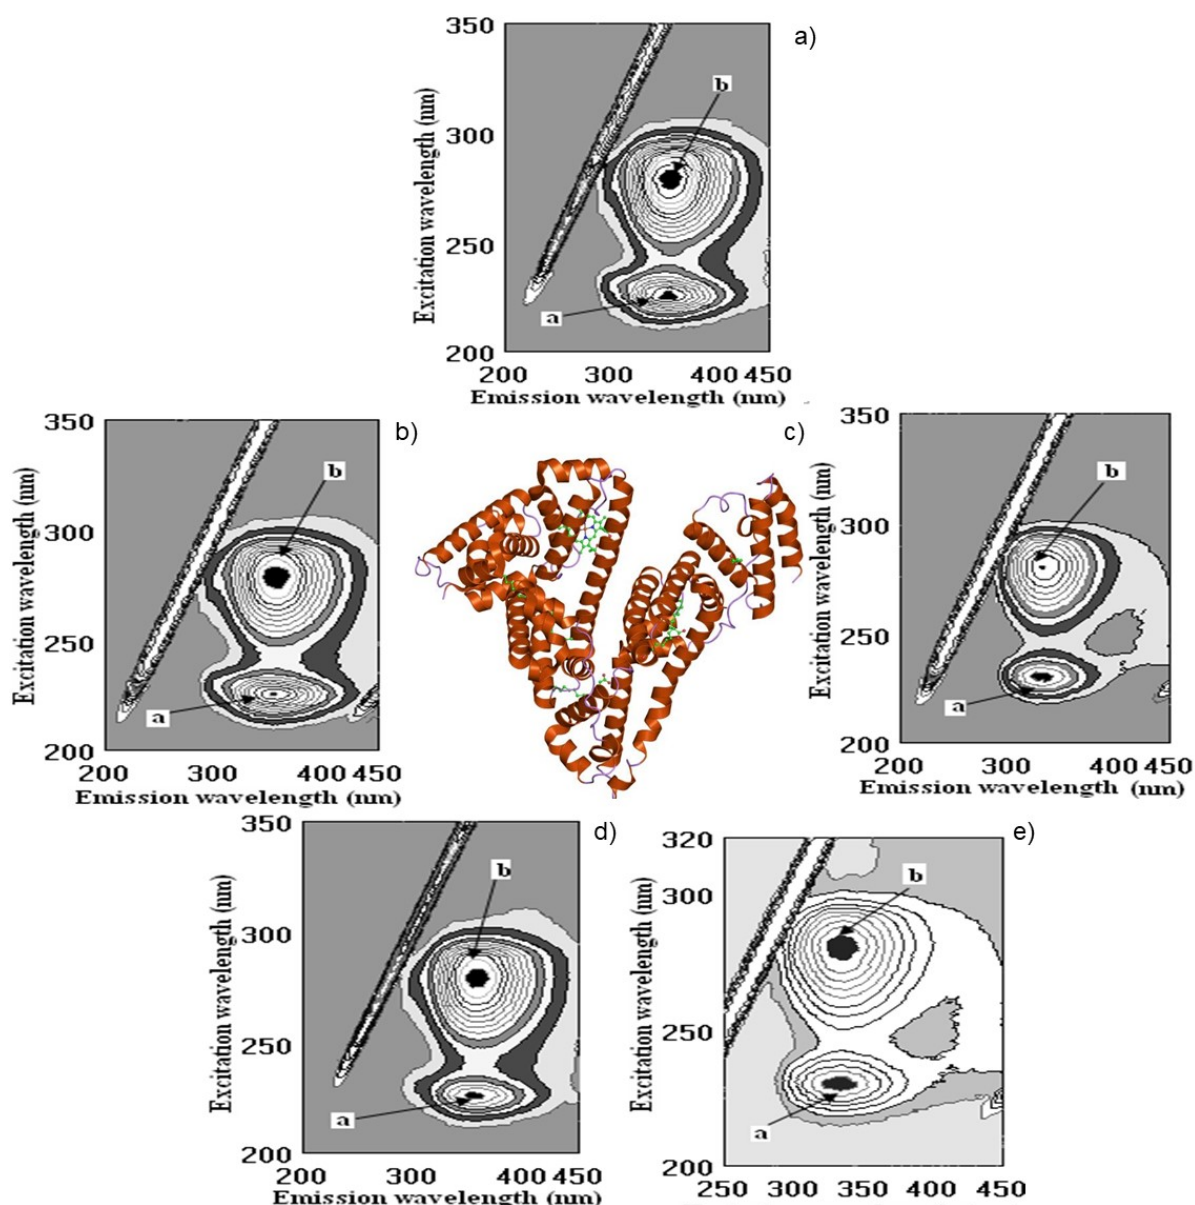 a)
350
300
250
200
Excitation wavelength (nm)
b
a
200 300 400 450
Emission wavelength (nm)
b)
350
300
250
200
Excitation wavelength (nm)
b
a
200 300 400 450
Emission wavelength (nm)
c)
350
300
250
200
Excitation wavelength (nm)
b
a
200 300 400 450
Emission wavelength (nm)
d)
350
300
250
200
Excitation wavelength (nm)
b
a
200 300 400 450
Emission wavelength (nm)
e)
320
300
250
200
Excitation wavelength (nm)
b
a
250 300 350 400 450